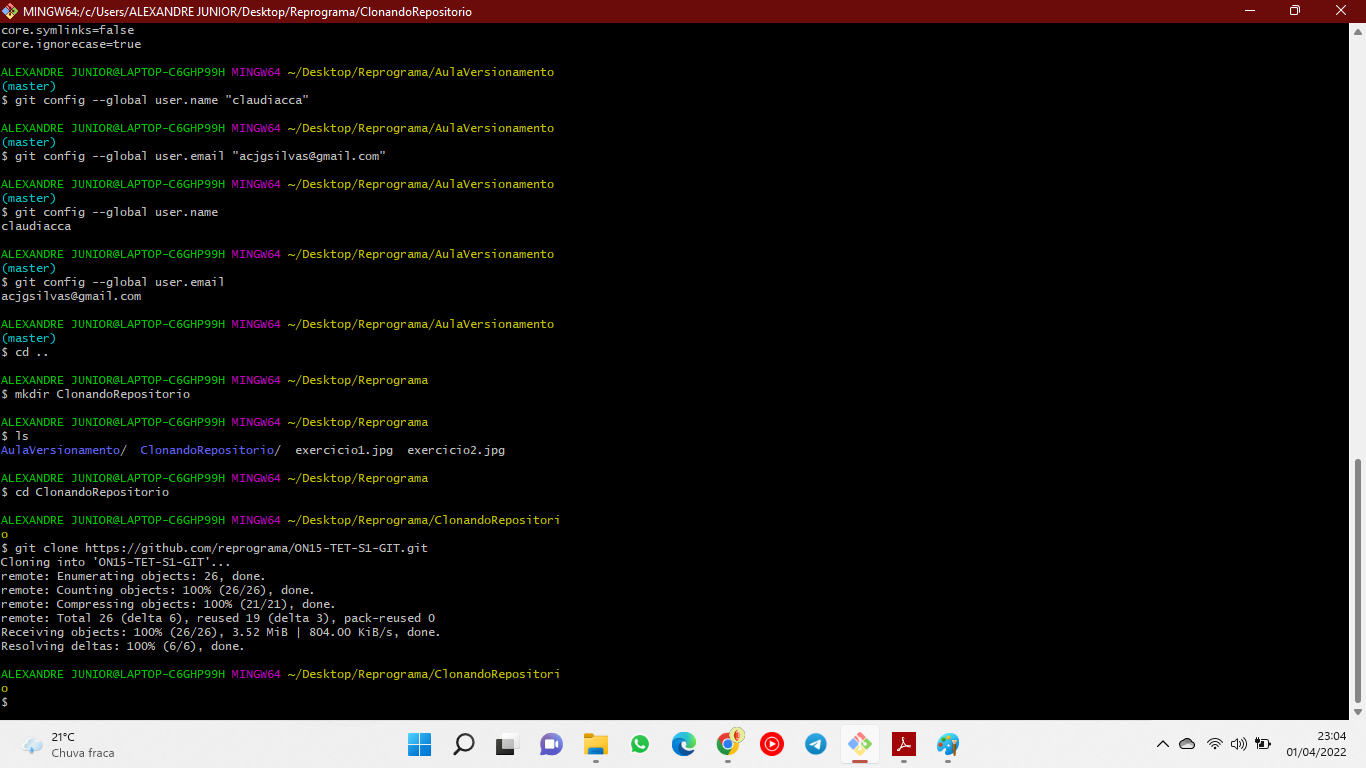 MINGW64:/c/Users/ALEXANDRE JUNIOR/Desktop/Reprograma/ClonandoRepositorio
core.symlinks=false
core.ignorecase=true
ALEXANDRE JUNIOR@LAPTOP-C6GHP99H MINGW64 ~/Desktop/Reprograma/AulaVersionamento
(master)
$ git config --global user.name "claudiacca"
ALEXANDRE JUNIOR@LAPTOP-C6GHP99H MINGW64 ~/Desktop/Reprograma/AulaVersionamento
(master)
$ git config --global user.email "acjgsilvas@gmail.com"
ALEXANDRE JUNIOR@LAPTOP-C6GHP99H MINGW64 ~/Desktop/Reprograma/AulaVersionamento
(master)
$ git config --global user.name
claudiacca
ALEXANDRE JUNIOR@LAPTOP-C6GHP99H MINGW64 ~/Desktop/Reprograma/AulaVersionamento
(master)
$ git config --global user.email
acjgsilvas@gmail.com
ALEXANDRE JUNIOR@LAPTOP-C6GHP99H MINGW64 ~/Desktop/Reprograma/AulaVersionamento
(master)
$ cd ..
ALEXANDRE JUNIOR@LAPTOP-C6GHP99H MINGW64 ~/Desktop/Reprograma
$ mkdir ClonandoRepositorio
ALEXANDRE JUNIOR@LAPTOP-C6GHP99H MINGW64 ~/Desktop/Reprograma
$ ls
AulaVersionamento/  ClonandoRepositorio/  exercicio1.jpg  exercicio2.jpg
ALEXANDRE JUNIOR@LAPTOP-C6GHP99H MINGW64 ~/Desktop/Reprograma
$ cd ClonandoRepositorio
ALEXANDRE JUNIOR@LAPTOP-C6GHP99H MINGW64 ~/Desktop/Reprograma/ClonandoRepositori
o
$ git clone https://github.com/reprograma/ON15-TET-S1-GIT.git
Cloning into 'ON15-TET-S1-GIT'...
remote: Enumerating objects: 26, done.
remote: Counting objects: 100% (26/26), done.
remote: Compressing objects: 100% (21/21), done.
remote: Total 26 (delta 6), reused 19 (delta 3), pack-reused 0
Receiving objects: 100% (26/26), 3.52 MiB | 804.00 KiB/s, done.
Resolving deltas: 100% (6/6), done.
ALEXANDRE JUNIOR@LAPTOP-C6GHP99H MINGW64 ~/Desktop/Reprograma/ClonandoRepositori
o
$
21°C
Chuva fraca
23:04
01/04/2022